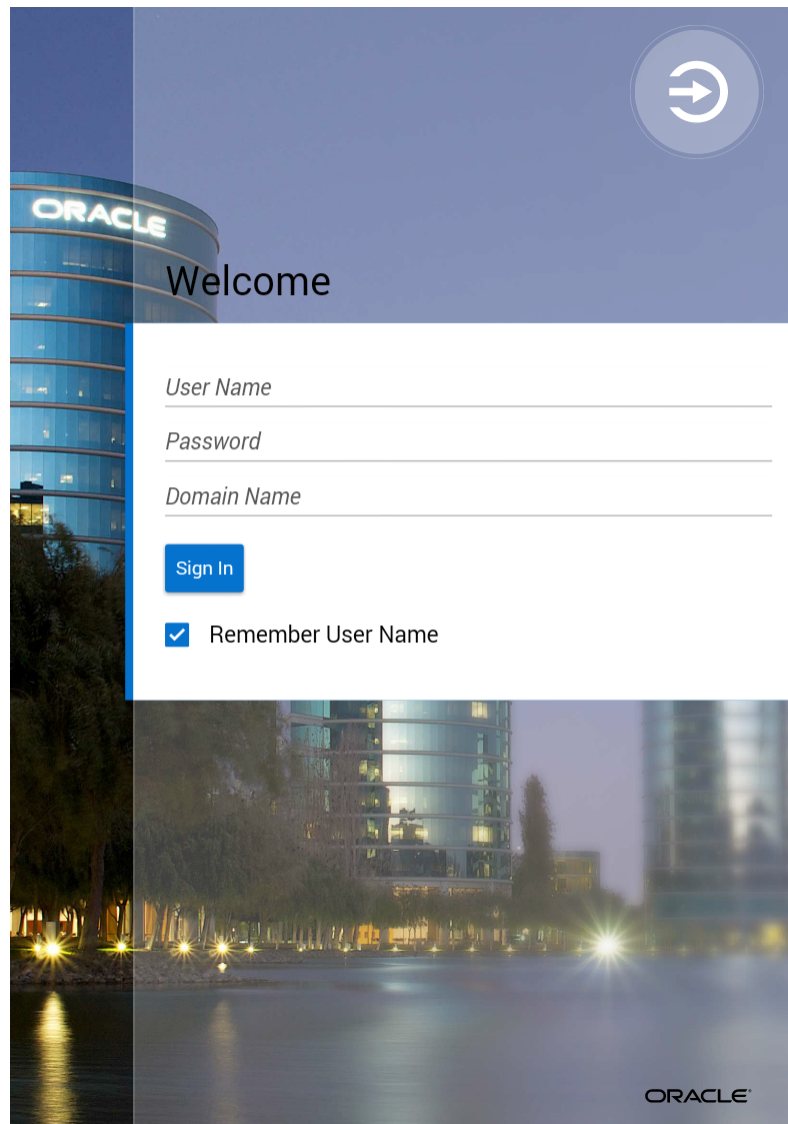 ORACLE
Welcome
User Name
Password
Domain Name
Sign In
Remember User Name
ORACLE®